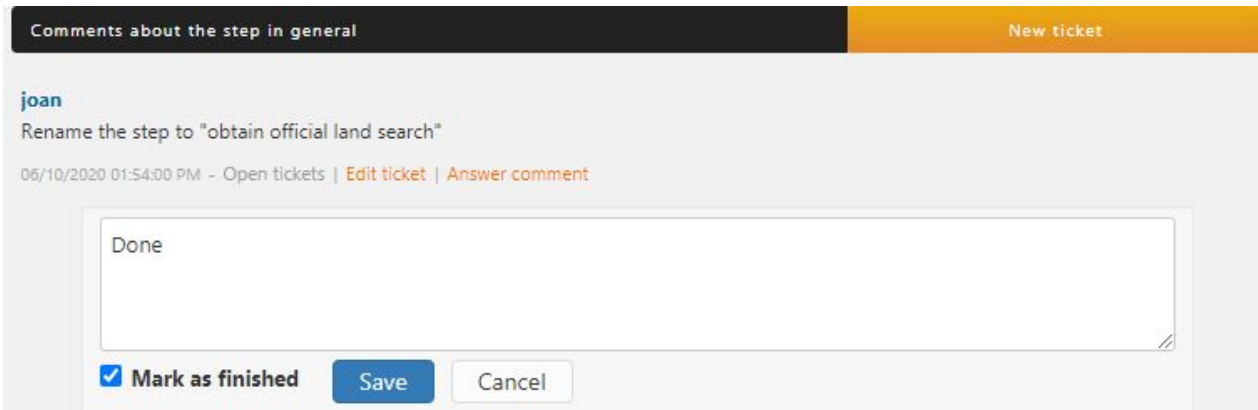 Comments about the step in general New ticket
joan
Rename the step to "obtain official land search"
06/10/2020 01:54:00 PM - Open tickets | Edit ticket | Answer comment
Done
Mark as finished Save Cancel